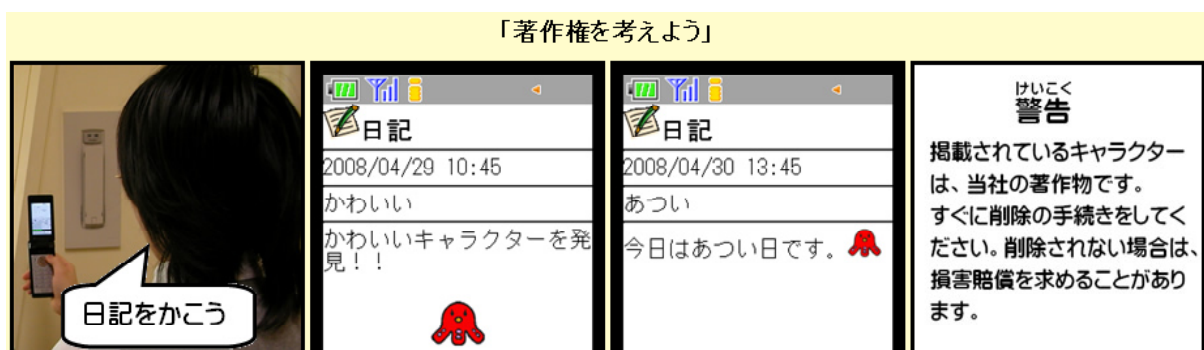 「著作権を考えよう」
日記をかこう
日記
2008/04/29 10:45
かわいい
かわいいキャラクターを発
見！！
日記
2008/04/30 13:45
あつい
今日はあつい日です。
けいこく
警告
掲載されているキャラクター
は、当社の著作物です。
すぐに削除の手続きをしてく
ださい。削除されない場合は、
損害賠償を求めることがあり
ます。